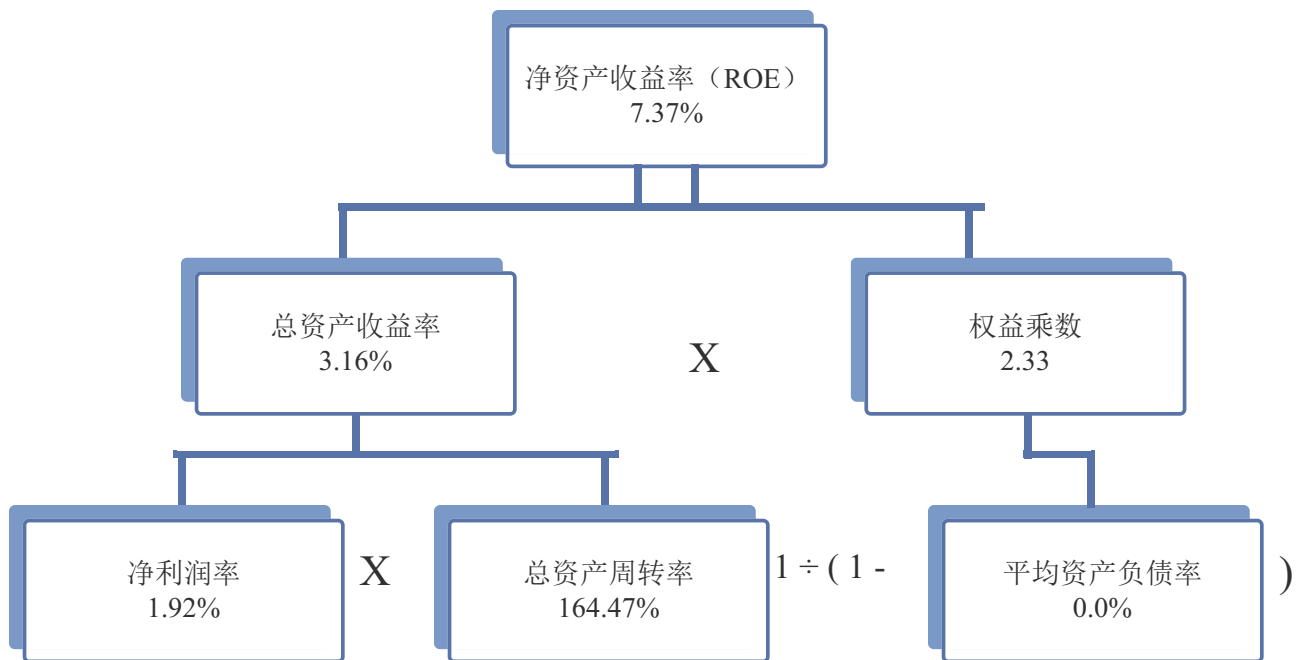 净资产收益率（ROE）
7.37%
总资产收益率
3.16%
X
权益乘数
2.33
净利润率
1.92%
X
总资产周转率
164.47%
1 ÷ ( 1 -
平均资产负债率
0.0%
)